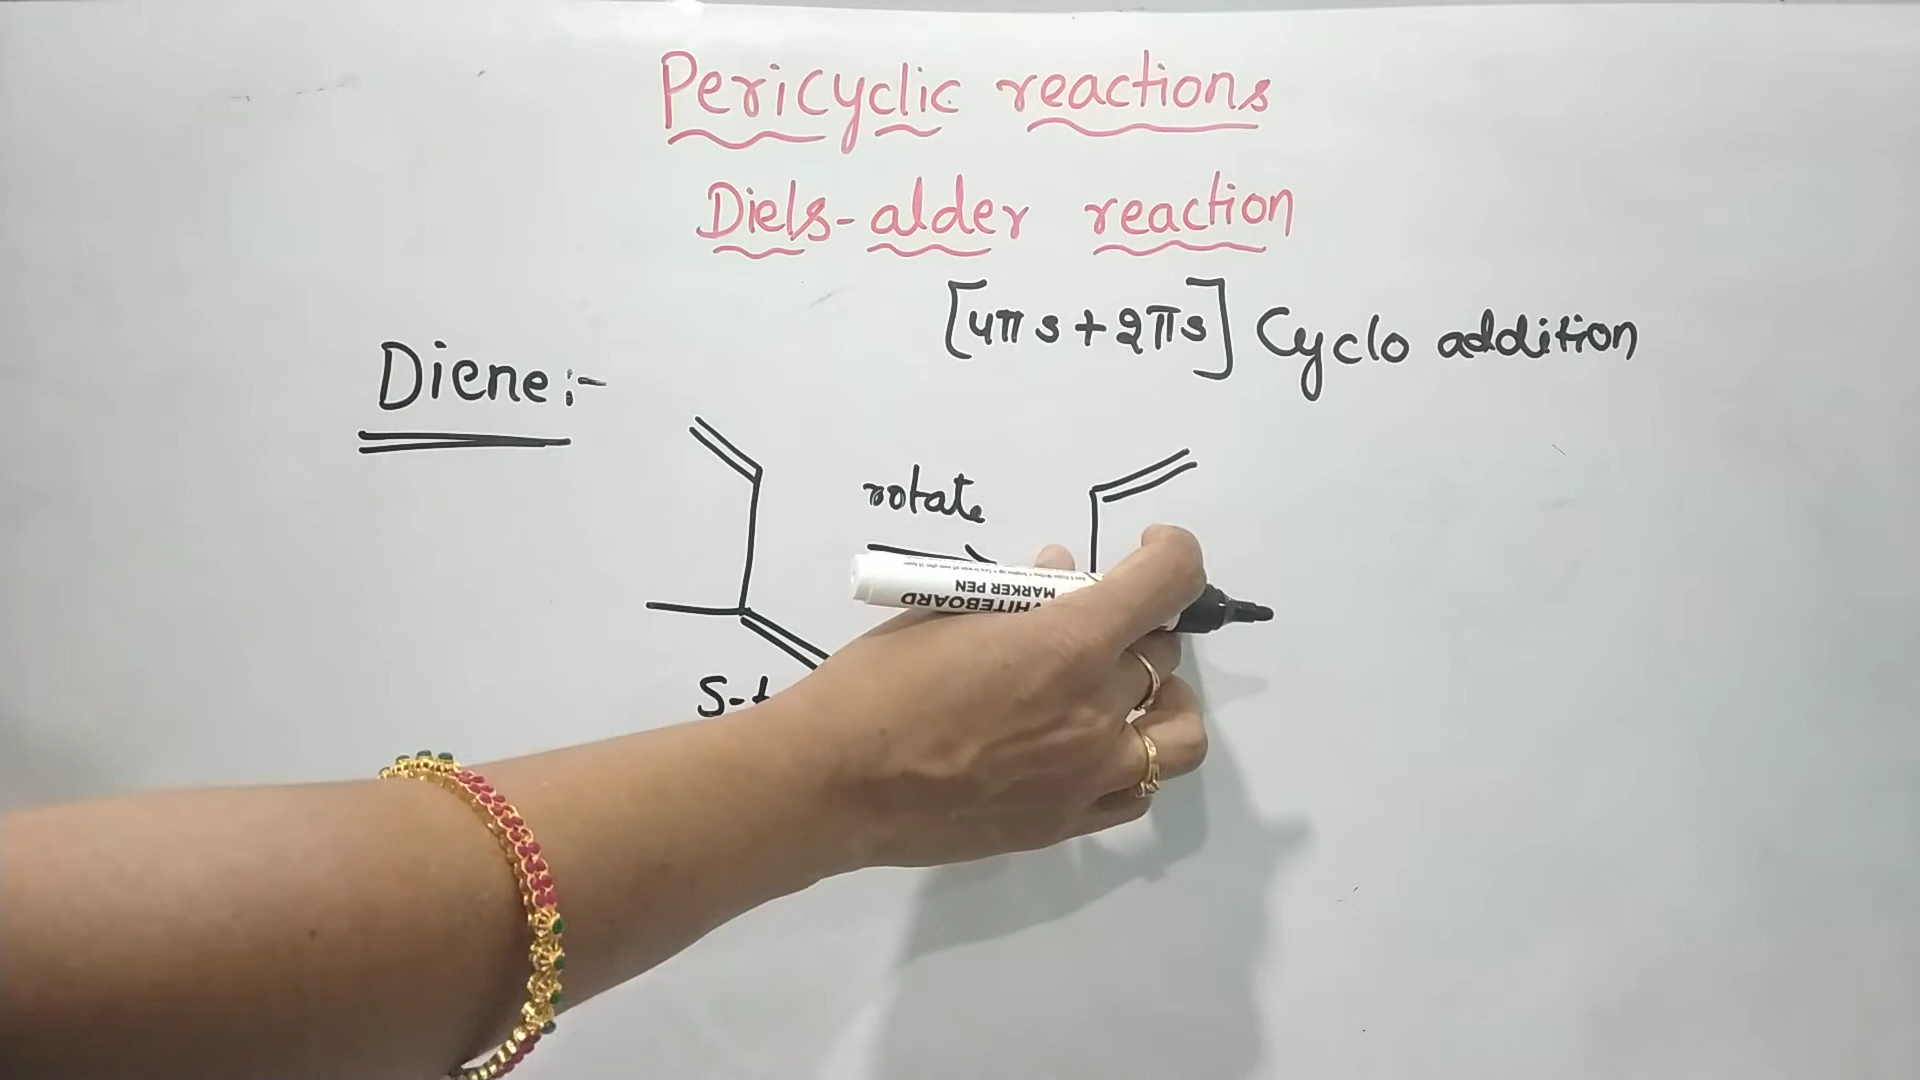 Pericyclic reactions
Diels-alder reaction
[4πs+2πs] Cyclo addition
Diene:-
rotate
WHITEBOARD
MARKER PEN
S-t